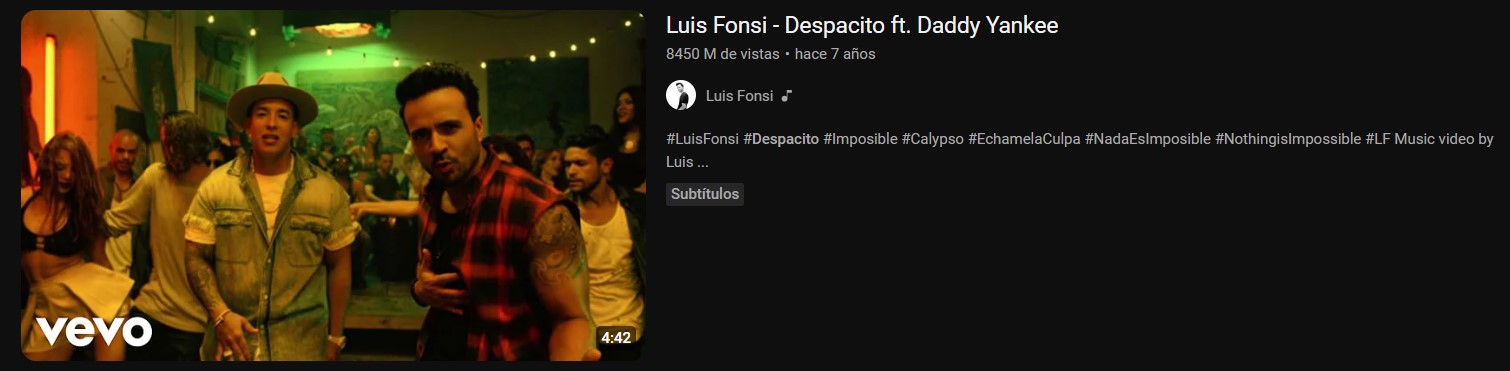 Luis Fonsi - Despacito ft. Daddy Yankee
8450 M de vistas • hace 7 años
Luis Fonsi
#LuisFonsi #Despacito #Imposible #Calypso #EchamelaCulpa #NadaEsImposible #NothingisImpossible #LF Music video by
Luis ...
Subtítulos
vevo
4:42